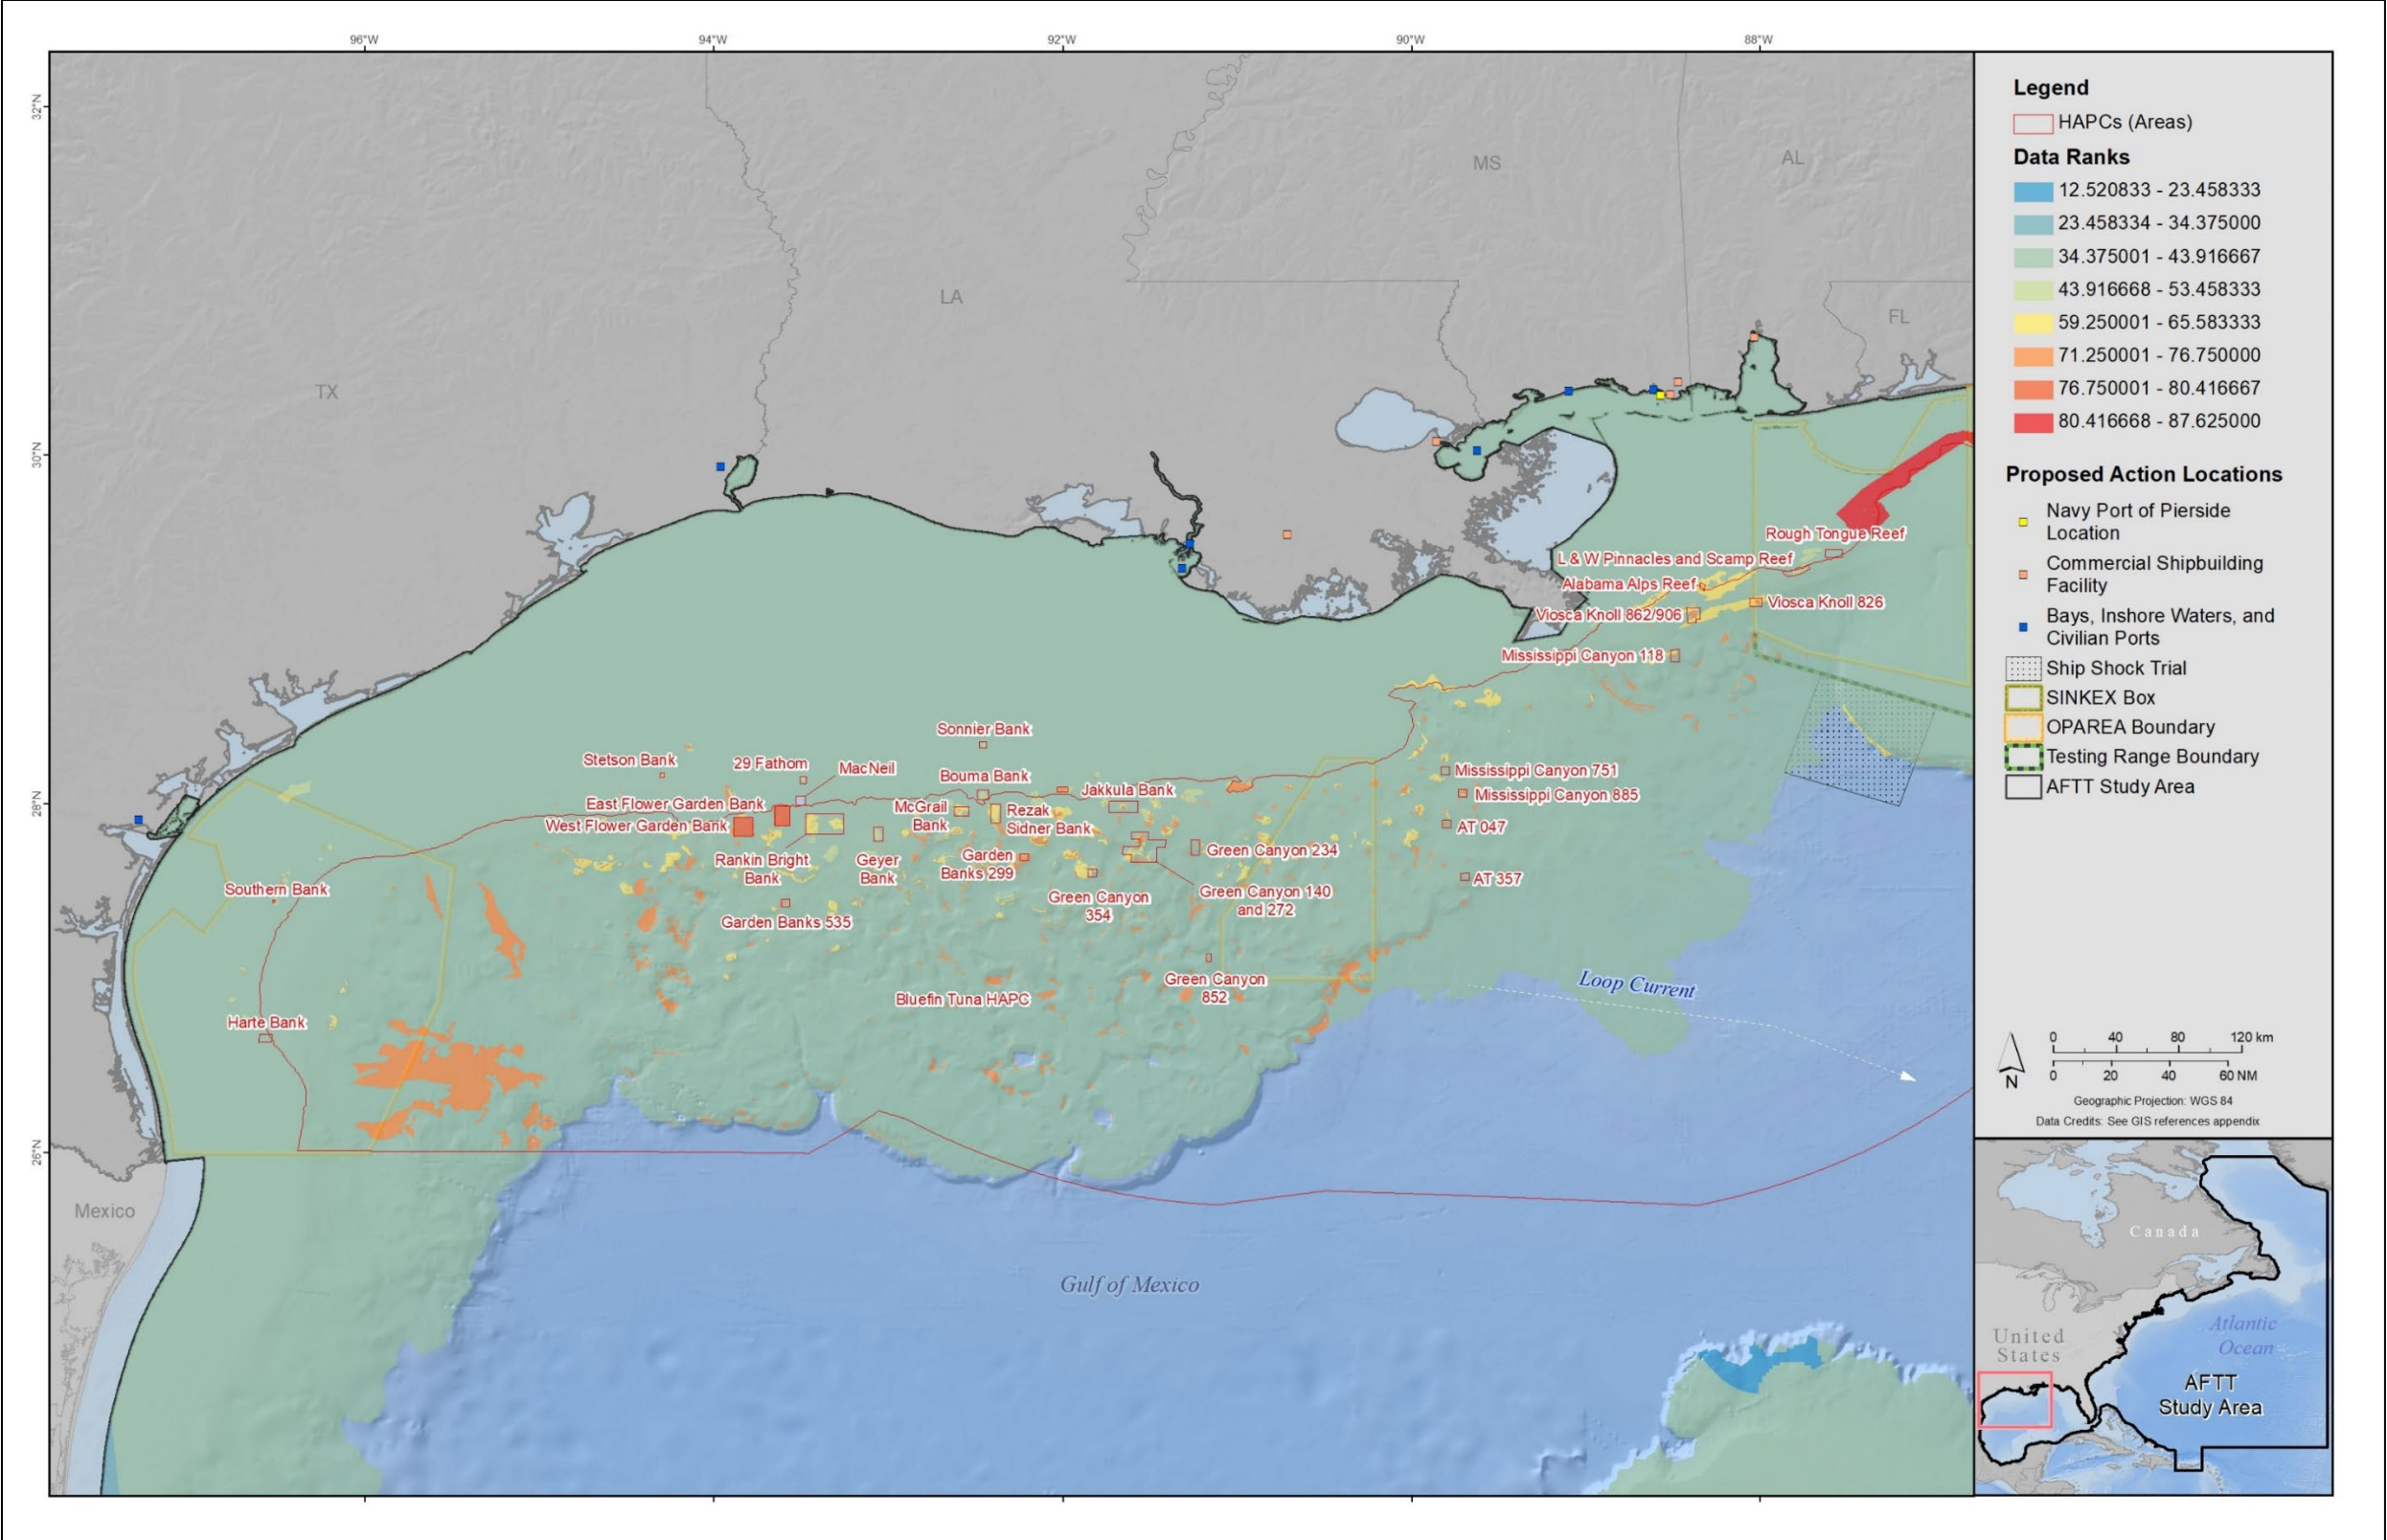 96°W
94°W
92°W
90°W
88°W
32°N
30°N
28°N
26°N
TX
LA
MS
AL
FL
Mexico
Rough Tongue Reef
L & W Pinnacles and Scamp Reef
Alabama Alps Reef
Viosca Knoll 826
Viosca Knoll 862/906
Mississippi Canyon 118
Sonnier Bank
Stetson Bank
29 Fathom
MacNeil
Bouma Bank
Mississippi Canyon 751
Jakkula Bank
Mississippi Canyon 885
East Flower Garden Bank
McGrail
Bank
Rezak
Sidner Bank
West Flower Garden Bank
AT 047
Rankin Bright
Bank
Geyer
Bank
Garden
Banks 299
Green Canyon 234
AT 357
Southern Bank
Green Canyon
354
Green Canyon 140
and 272
Garden Banks 535
Green Canyon
852
Bluefin Tuna HAPC
Loop Current
Harte Bank
Gulf of Mexico
Legend
HAPCs (Areas)
Data Ranks
12.520833 - 23.458333
23.458334 - 34.375000
34.375001 - 43.916667
43.916668 - 53.458333
59.250001 - 65.583333
71.250001 - 76.750000
76.750001 - 80.416667
80.416668 - 87.625000
Proposed Action Locations
Navy Port of Pierside
Location
Commercial Shipbuilding
Facility
Bays, Inshore Waters, and
Civilian Ports
Ship Shock Trial
SINKEX Box
OPAREA Boundary
Testing Range Boundary
AFTT Study Area
N
0 40 80 120 km
0 20 40 60 NM
Geographic Projection: WGS 84
Data Credits: See GIS references appendix
Canada
United
States
Atlantic
Ocean
AFTT
Study Area